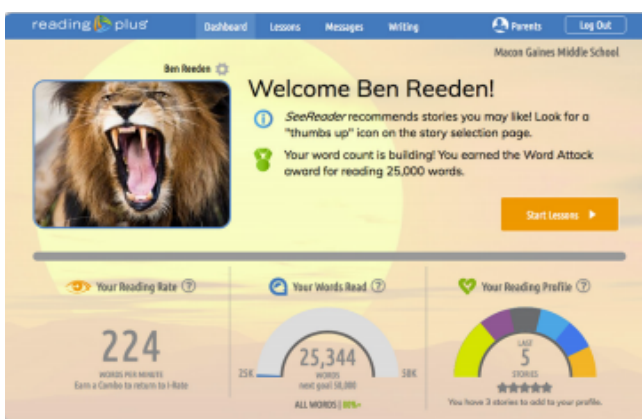 reading plus
Dashboard Lessons Messages Writing Parents Log Out
Macon Gaines Middle School
Ben Reeden
Welcome Ben Reeden!
SeeReader recommends stories you may like! Look for a
"thumbs up" icon on the story selection page.
Your word count is building! You earned the Word Attack
award for reading 25,000 words.
Start Lessons
Your Reading Rate ?
Your Words Read ?
Your Reading Profile ?
224
WORDS PER MINUTE
Earn a Combo to return to i-Rate
25K
25,344
WORDS
next goal 50,000
50K
ALL WORDS | 80%+
LAST
5
STORIES
You have 3 stories to add to your profile.